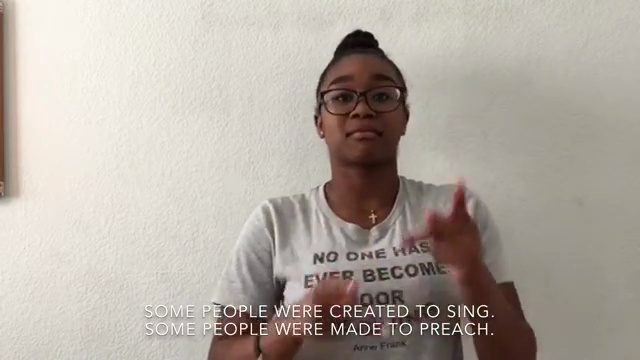 NO ONE HAS
EVER BECOME
OOR
Anne Frank
SOME PEOPLE WERE CREATED TO SING.
SOME PEOPLE WERE MADE TO PREACH.